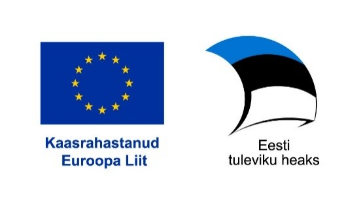 Kaasrahastanud
Euroopa Liit
Eesti
tuleviku heaks